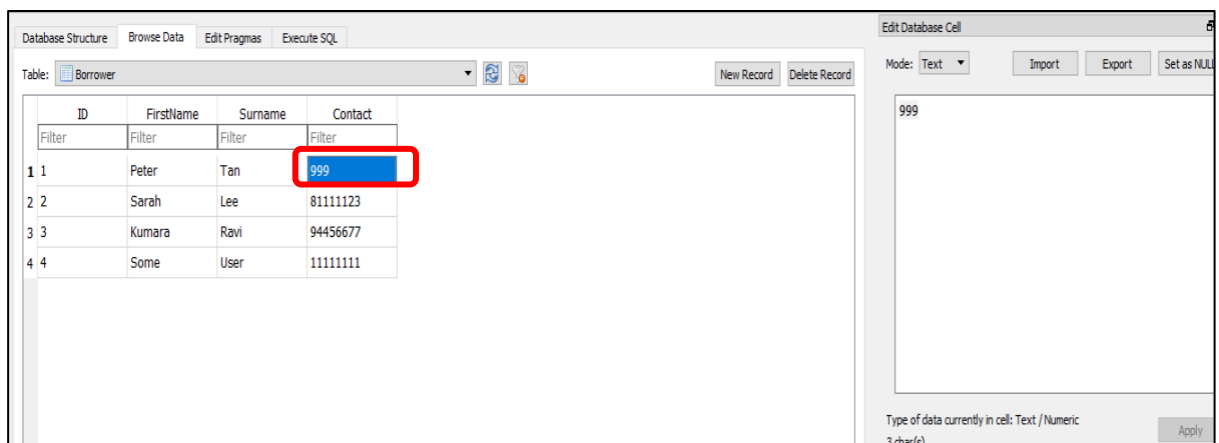 Database Structure Browse Data Edit Pragmas Execute SQL
Table: Borrower New Record Delete Record
ID FirstName Surname Contact
Filter Filter Filter Filter
1 1 Peter Tan 999
2 2 Sarah Lee 81111123
3 3 Kumara Ravi 94456677
4 4 Some User 11111111
Edit Database Cell
Mode: Text Import Export Set as NULL
999
Type of data currently in cell: Text / Numeric
3 char(s)
Apply